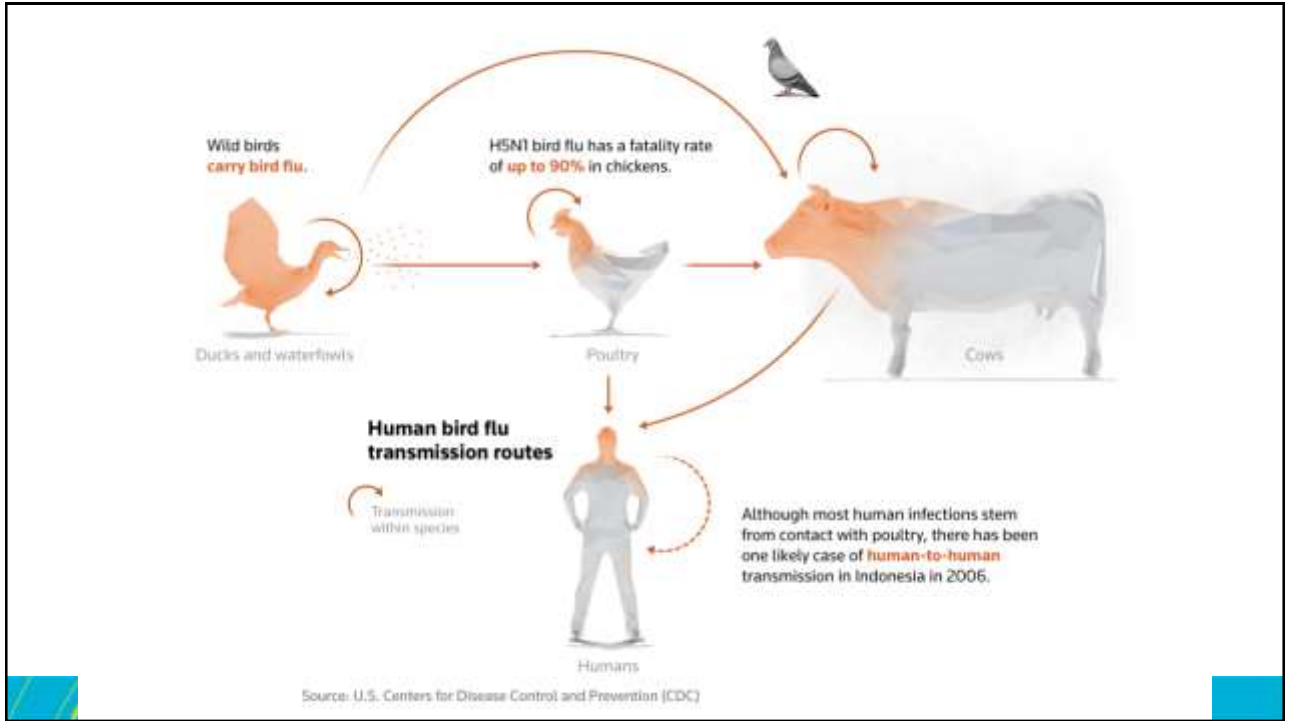 Wild birds
carry bird flu.
H5N1 bird flu has a fatality rate
of up to 90% in chickens.
Ducks and waterfowls
Poultry
Cows
Human bird flu
transmission routes
Transmission
within species
Although most human infections stem
from contact with poultry, there has been
one likely case of human-to-human
transmission in Indonesia in 2006.
Humans
Source: U.S. Centers for Disease Control and Prevention (CDC)